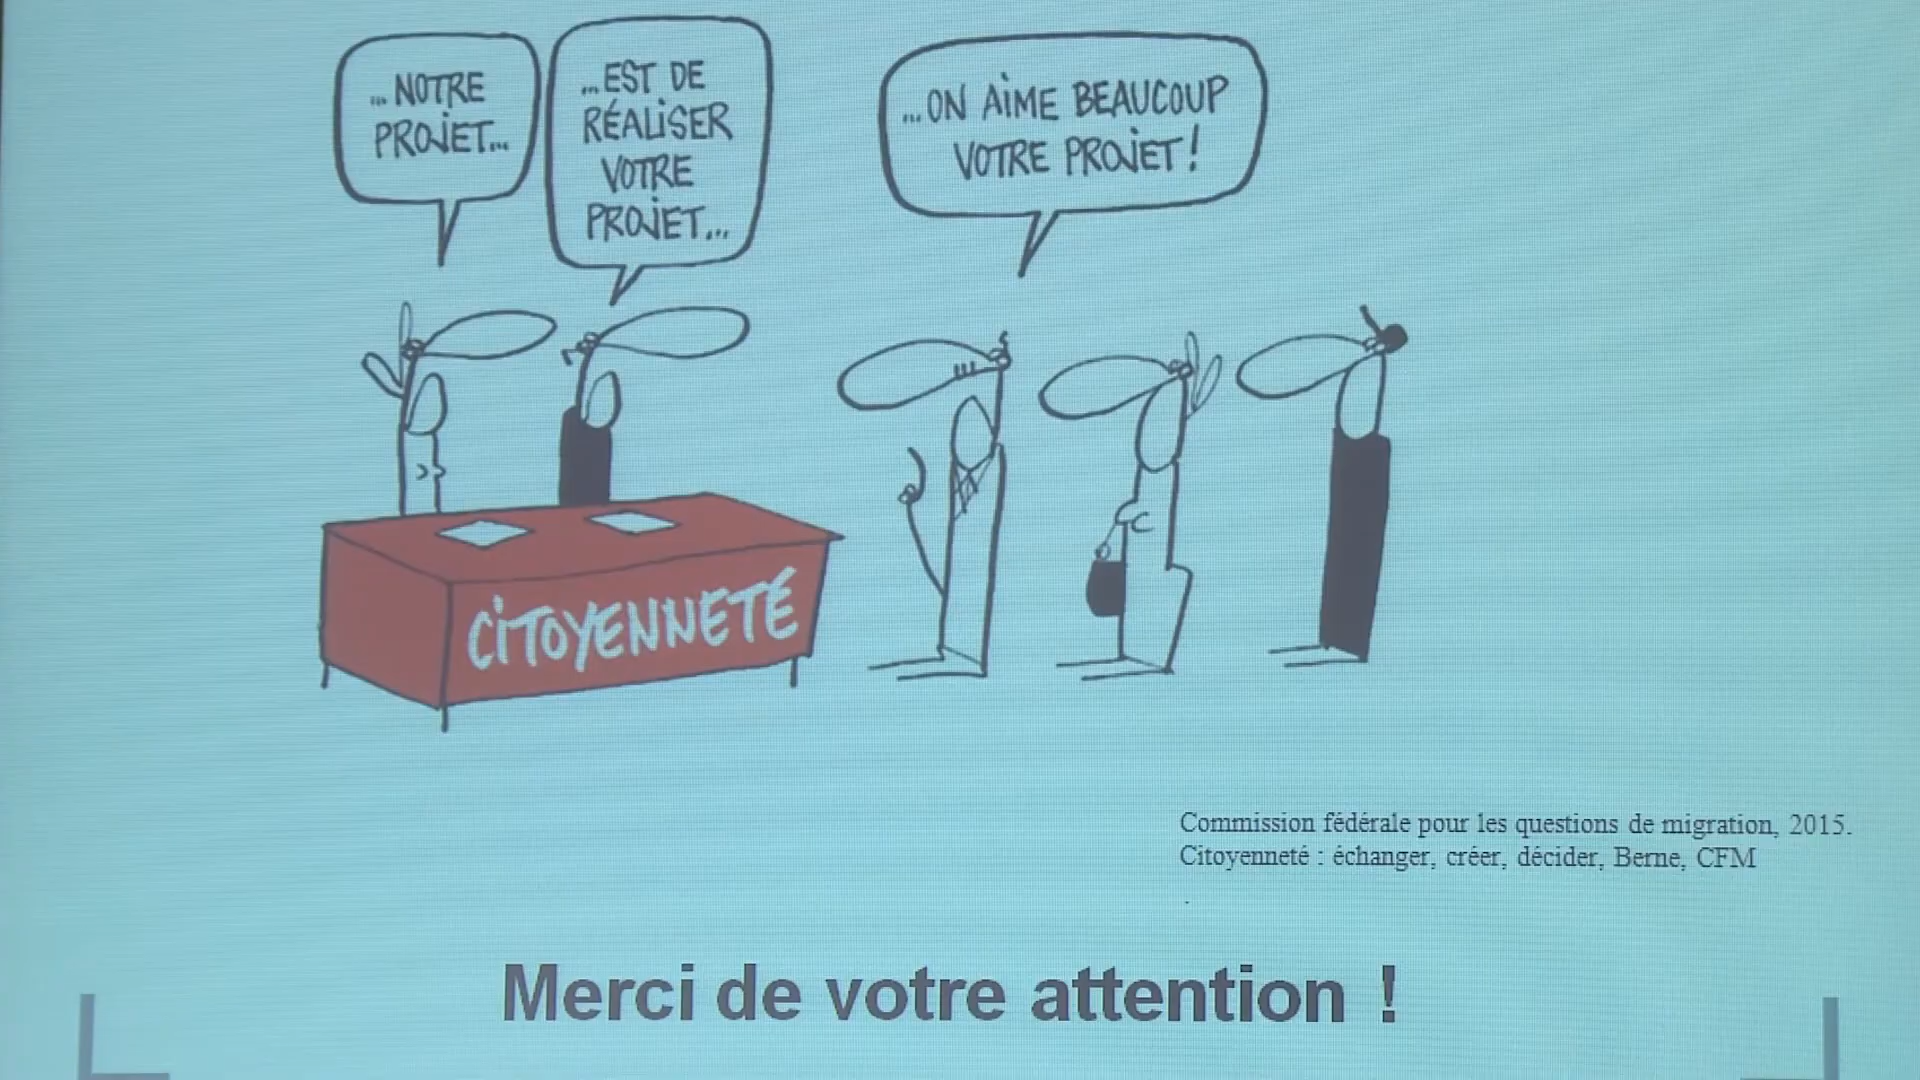 ...NOTRE
PROJET...
...EST DE
RÉALISER
VOTRE
PROJET...
...ON AIME BEAUCOUP
VOTRE PROJET !
CITOYENNETÉ
Commission fédérale pour les questions de migration, 2015.
Citoyenneté : échanger, créer, décider, Berne, CFM
.
Merci de votre attention !